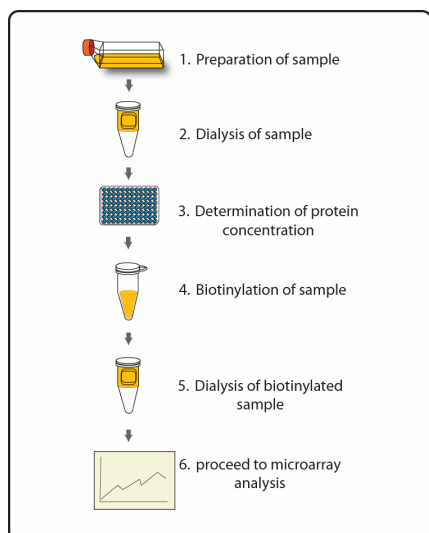 1. Preparation of sample
2. Dialysis of sample
3. Determination of protein
concentration
4. Biotinylation of sample
5. Dialysis of biotinylated
sample
6. proceed to microarray
analysis